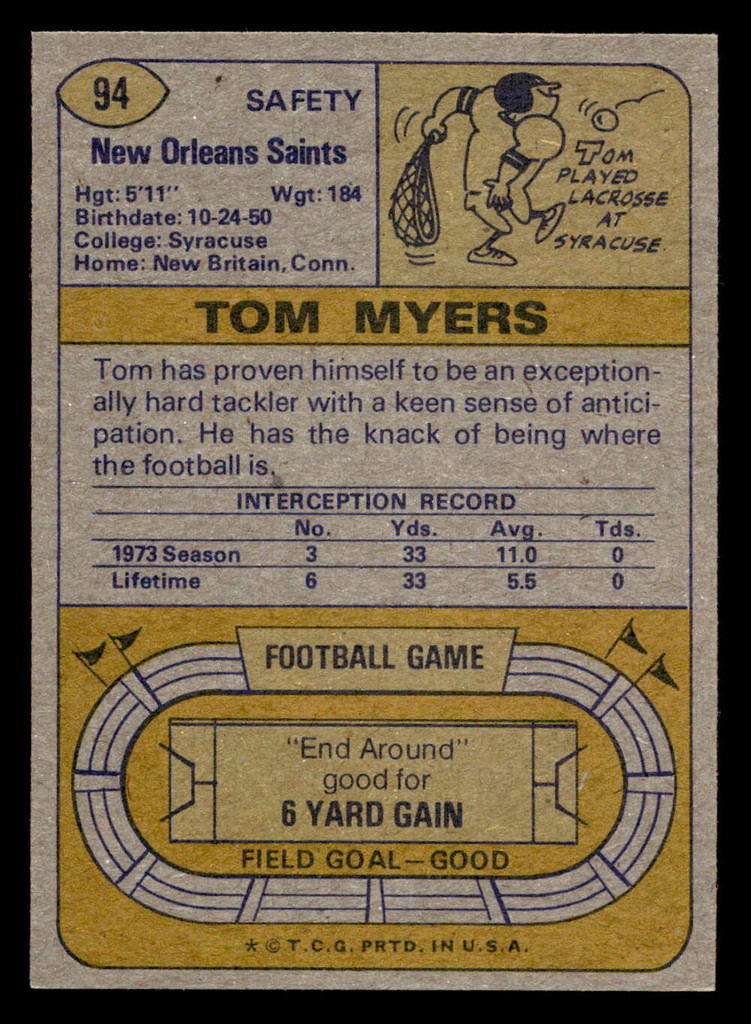 94
SAFETY
New Orleans Saints
Hgt: 5'11" Wgt: 184
Birthdate: 10-24-50
College: Syracuse
Home: New Britain, Conn.
TOM
PLAYED
LACROSSE
AT
SYRACUSE
TOM MYERS
Tom has proven himself to be an exception-
ally hard tackler with a keen sense of antici-
pation. He has the knack of being where
the football is.
INTERCEPTION RECORD
No. Yds. Avg. Tds.
1973 Season 3 33 11.0 0
Lifetime 6 33 5.5 0
FOOTBALL GAME
"End Around"
good for
6 YARD GAIN
FIELD GOAL—GOOD
* © T.C.G. PRTD. IN U.S.A.